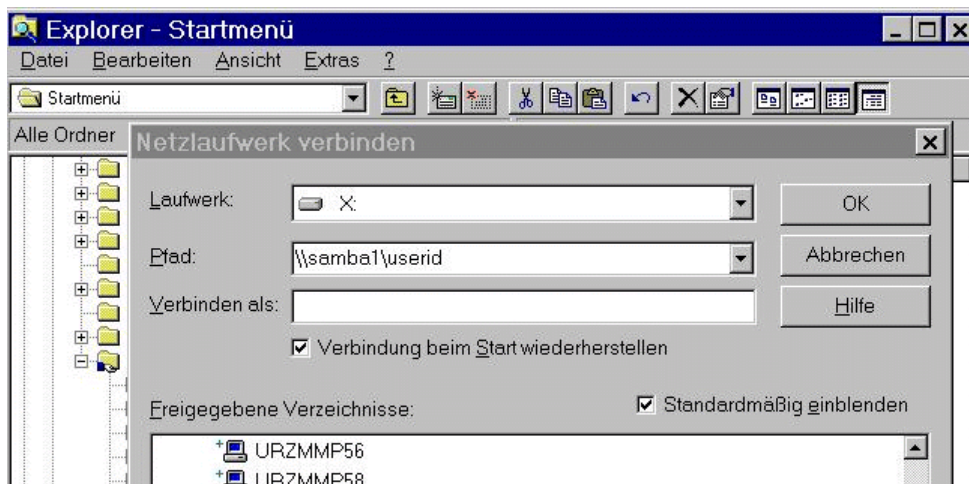 Explorer - Startmenü
Datei Bearbeiten Ansicht Extras ?
Startmenü
Alle Ordner
Netzlaufwerk verbinden
Laufwerk: X: OK
Pfad: \\samba1\userid Abbrechen
Verbinden als: Hilfe
Verbindung beim Start wiederherstellen
Freigegebene Verzeichnisse: Standardmäßig einblenden
URZMMP56
URZMMP58